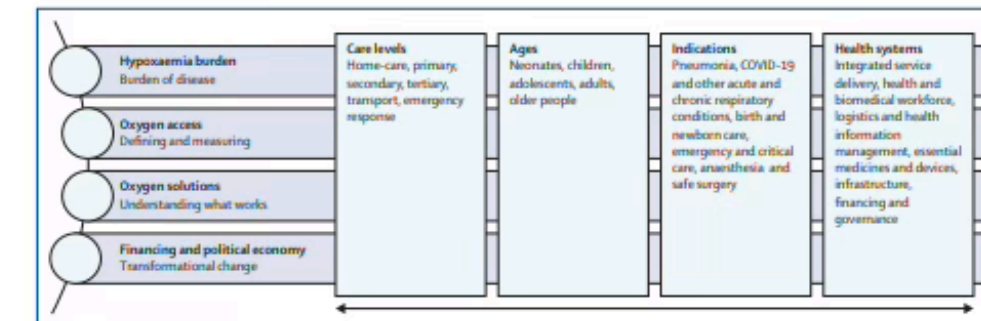 Hypoxaemia burden
Burden of disease
Oxygen access
Defining and measuring
Oxygen solutions
Understanding what works
Financing and political economy
Transformational change
Care levels
Home-care, primary,
secondary, tertiary,
transport, emergency
response
Ages
Neonates, children,
adolescents, adults,
older people
Indications
Pneumonia, COVID-19
and other acute and
chronic respiratory
conditions, birth and
newborn care,
emergency and critical
care, anaesthesia and
safe surgery
Health systems
Integrated service
delivery, health and
biomedical workforce,
logistics and health
information
management, essential
medicines and devices,
infrastructure,
financing and
governance